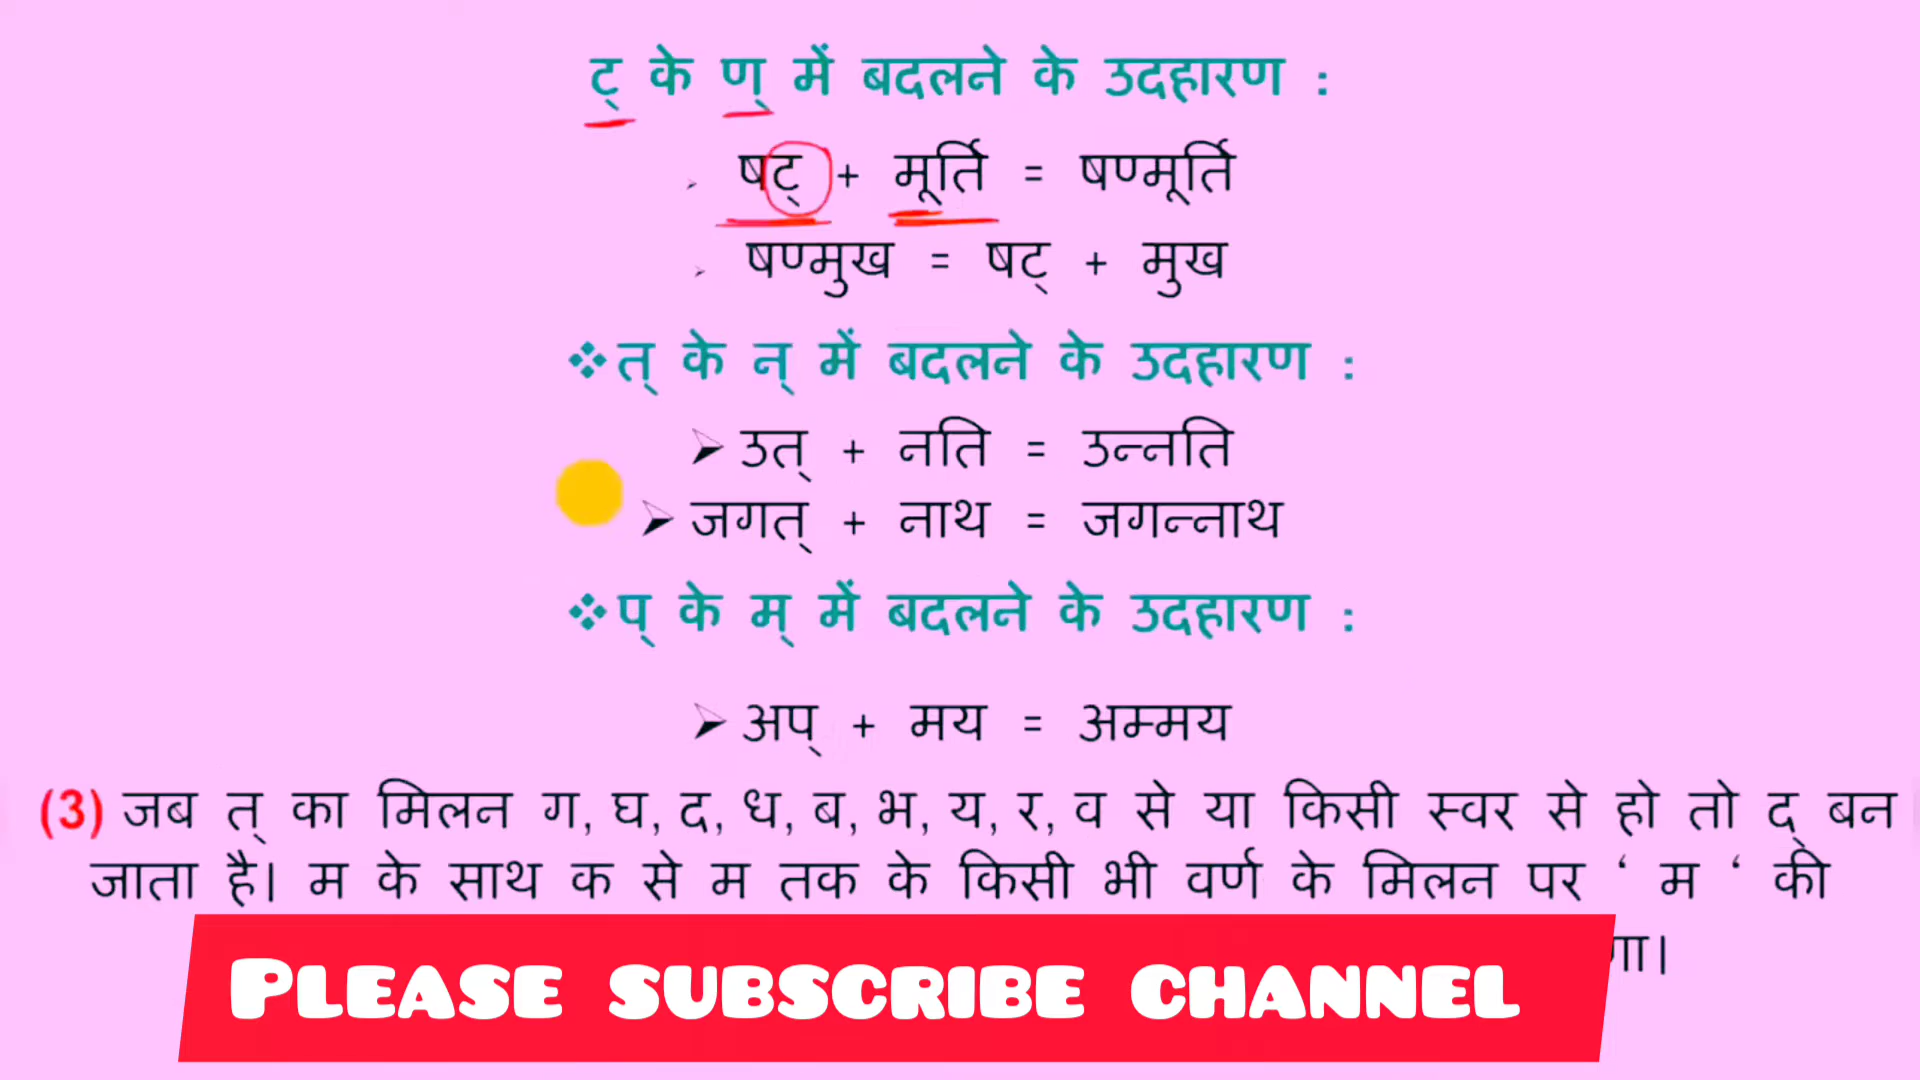 ट् के ण् में बदलने के उदहारण :
षट् + मूर्ति = षण्मूर्ति
षण्मुख = षट् + मुख
त् के न् में बदलने के उदहारण :
उत् + नति = उन्नति
जगत् + नाथ = जगन्नाथ
प् के म् में बदलने के उदहारण :
अप् + मय = अम्मय
(3) जब त् का मिलन ग, घ, द, ध, ब, भ, य, र, व से या किसी स्वर से हो तो द् बन
जाता है। म के साथ क से म तक के किसी भी वर्ण के मिलन पर ‘ म ‘ की
PLEASE SUBSCRIBE CHANNEL